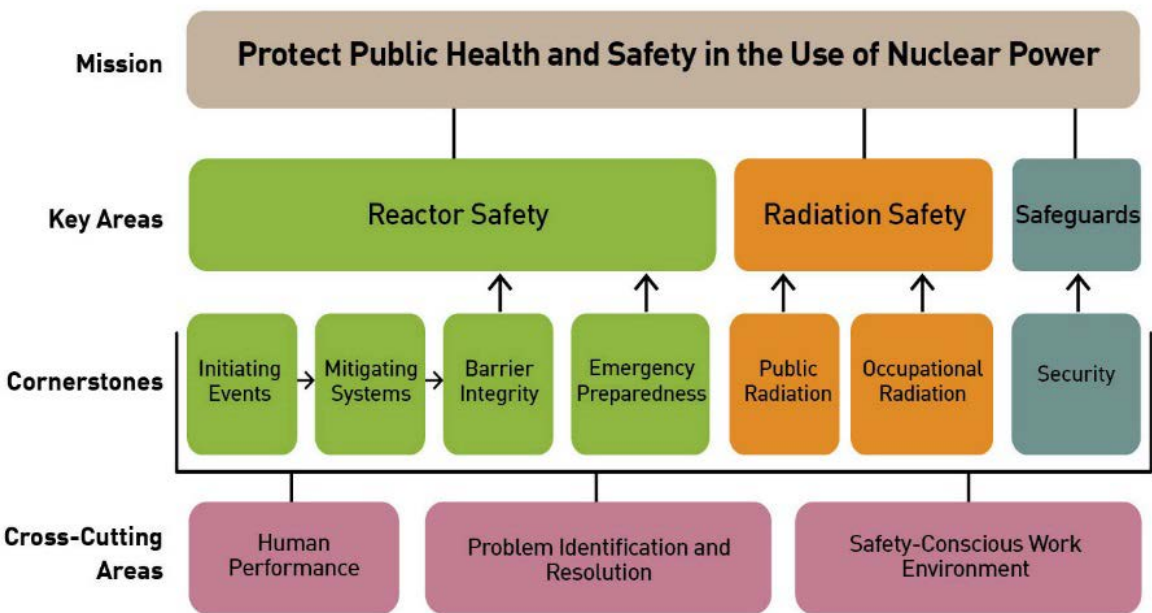 Mission
Protect Public Health and Safety in the Use of Nuclear Power
Key Areas
Reactor Safety
Radiation Safety
Safeguards
Cornerstones
Initiating
Events
Mitigating
Systems
Barrier
Integrity
Emergency
Preparedness
Public
Radiation
Occupational
Radiation
Security
Cross-Cutting
Areas
Human
Performance
Problem Identification and
Resolution
Safety-Conscious Work
Environment